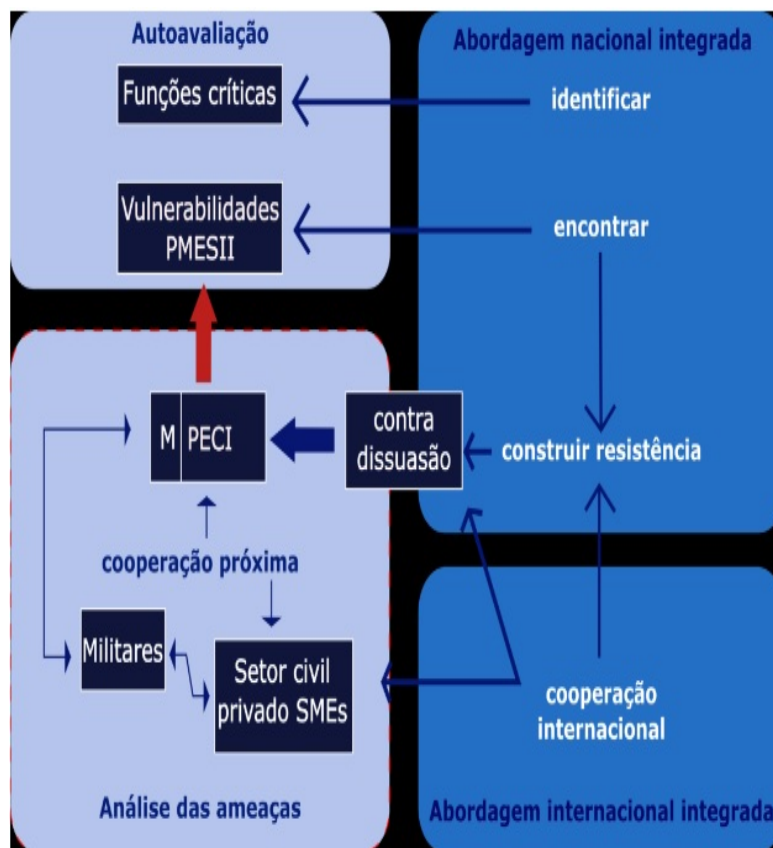 Autoavaliação
Funções críticas
Vulnerabilidades
PMESII
Abordagem nacional integrada
identificar
encontrar
construir resistência
contra
dissuasão
M PECI
cooperação próxima
Militares
Setor civil
privado SMEs
Análise das ameaças
cooperação
internacional
Abordagem internacional integrada